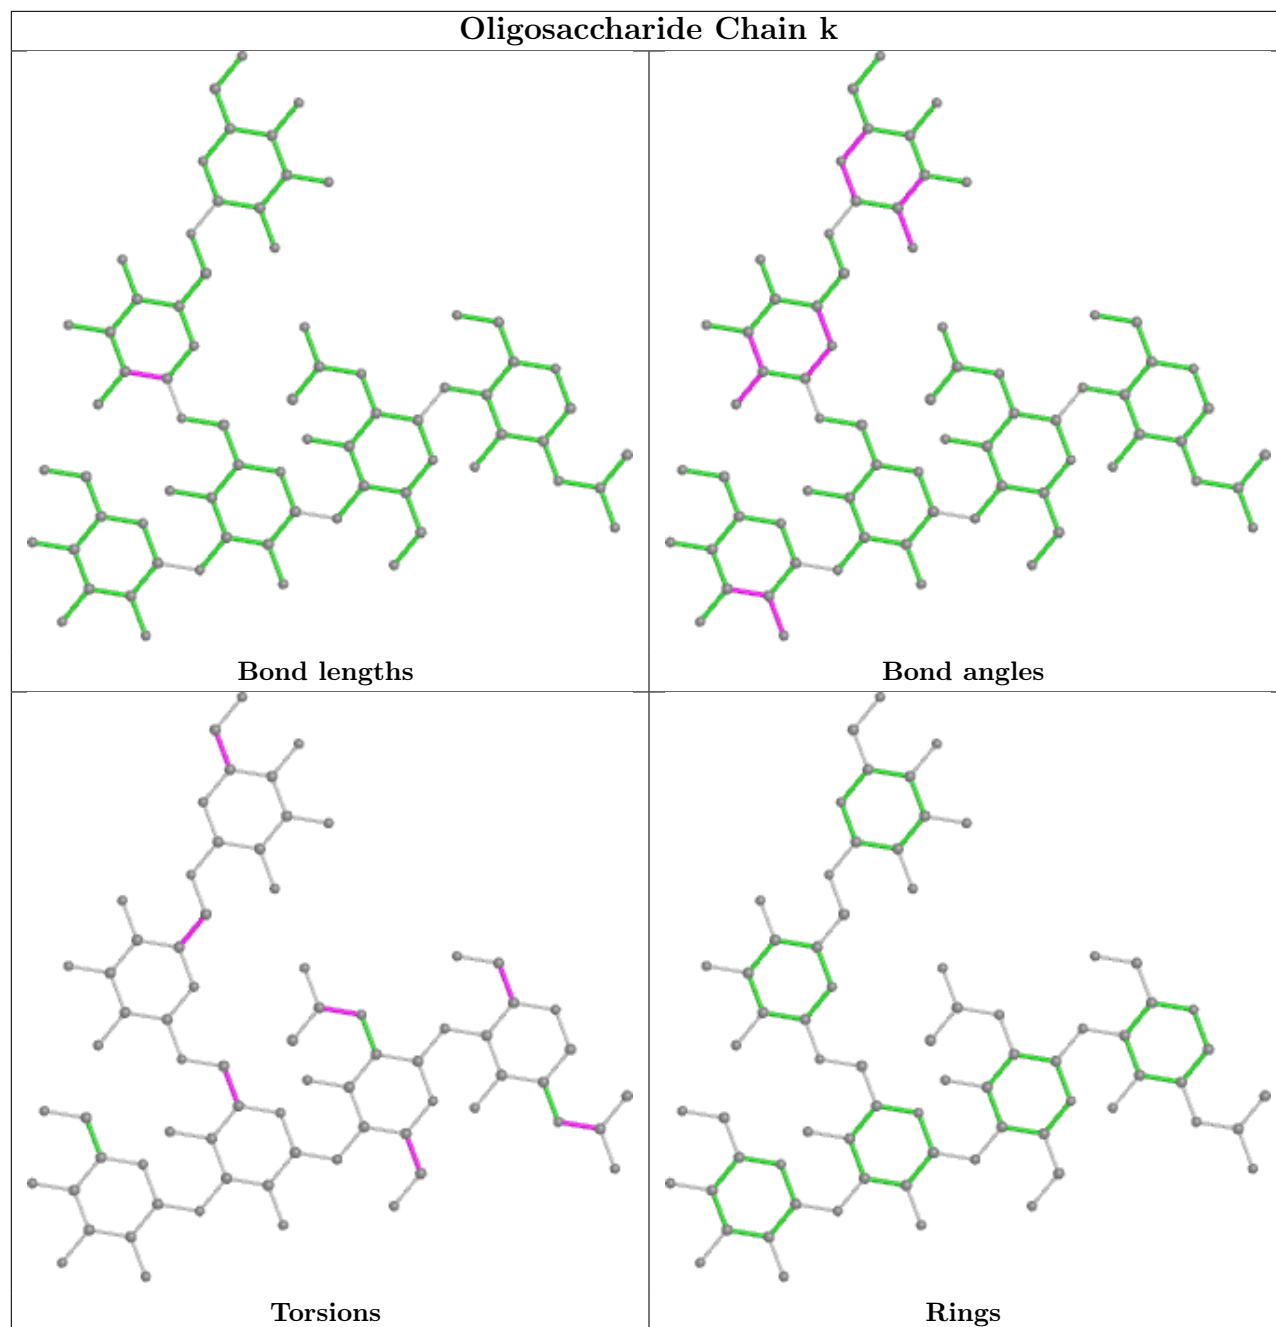 Oligosaccharide Chain k
Bond lengths
Bond angles
Torsions
Rings